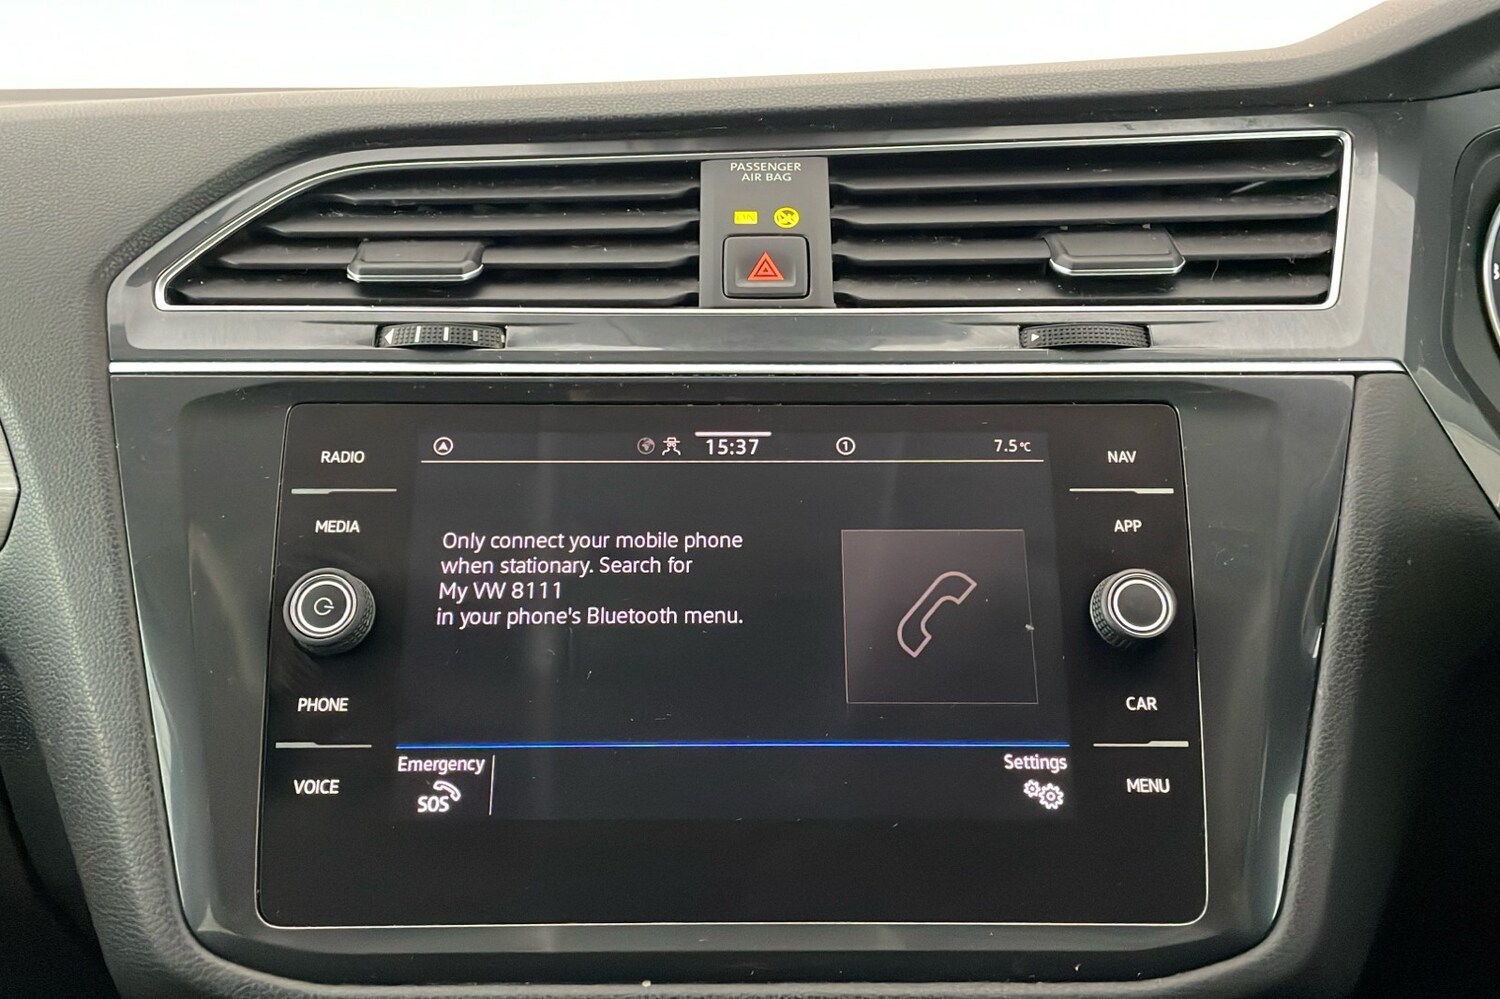 PASSENGER
AIR BAG
RADIO
MEDIA
PHONE
VOICE
15:37
1
7.5°C
Only connect your mobile phone
when stationary. Search for
My VW 8111
in your phone's Bluetooth menu.
Emergency
SOS
Settings
NAV
APP
CAR
MENU